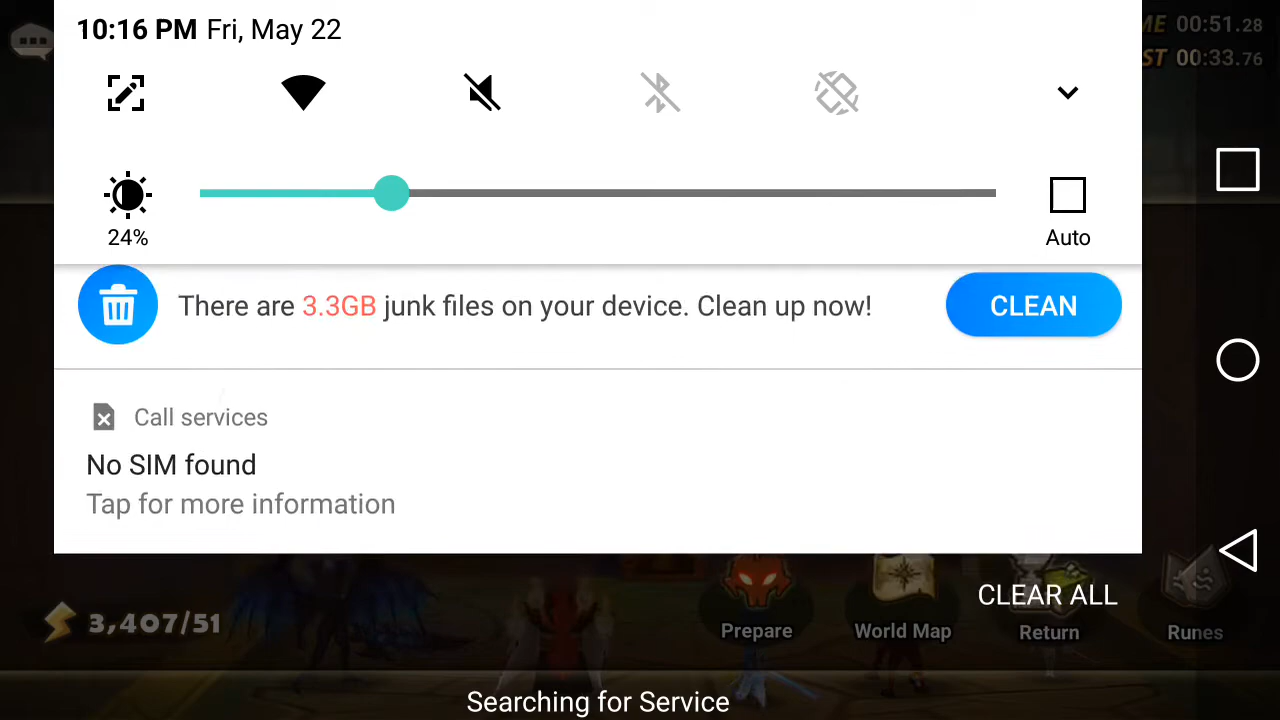 10:16 PM Fri, May 22
ME 00:51.28
ST 00:33.76
24%
Auto
There are 3.3GB junk files on your device. Clean up now!
CLEAN
Call services
No SIM found
Tap for more information
CLEAR ALL
3,407/51
Prepare
World Map
Return
Runes
Searching for Service